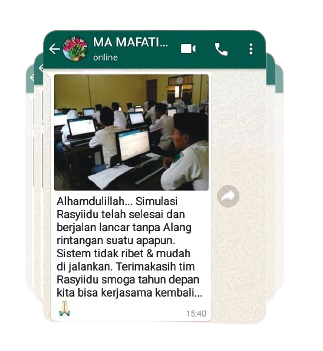 MA MAFATI...
online
Alhamdulillah... Simulasi
Rasyiidu telah selesai dan
berjalan lancar tanpa Alang
rintangan suatu apapun.
Sistem tidak ribet & mudah
di jalankan. Terimakasih tim
Rasyiidu smoga tahun depan
kita bisa kerjasama kembali...
🙏
15:40